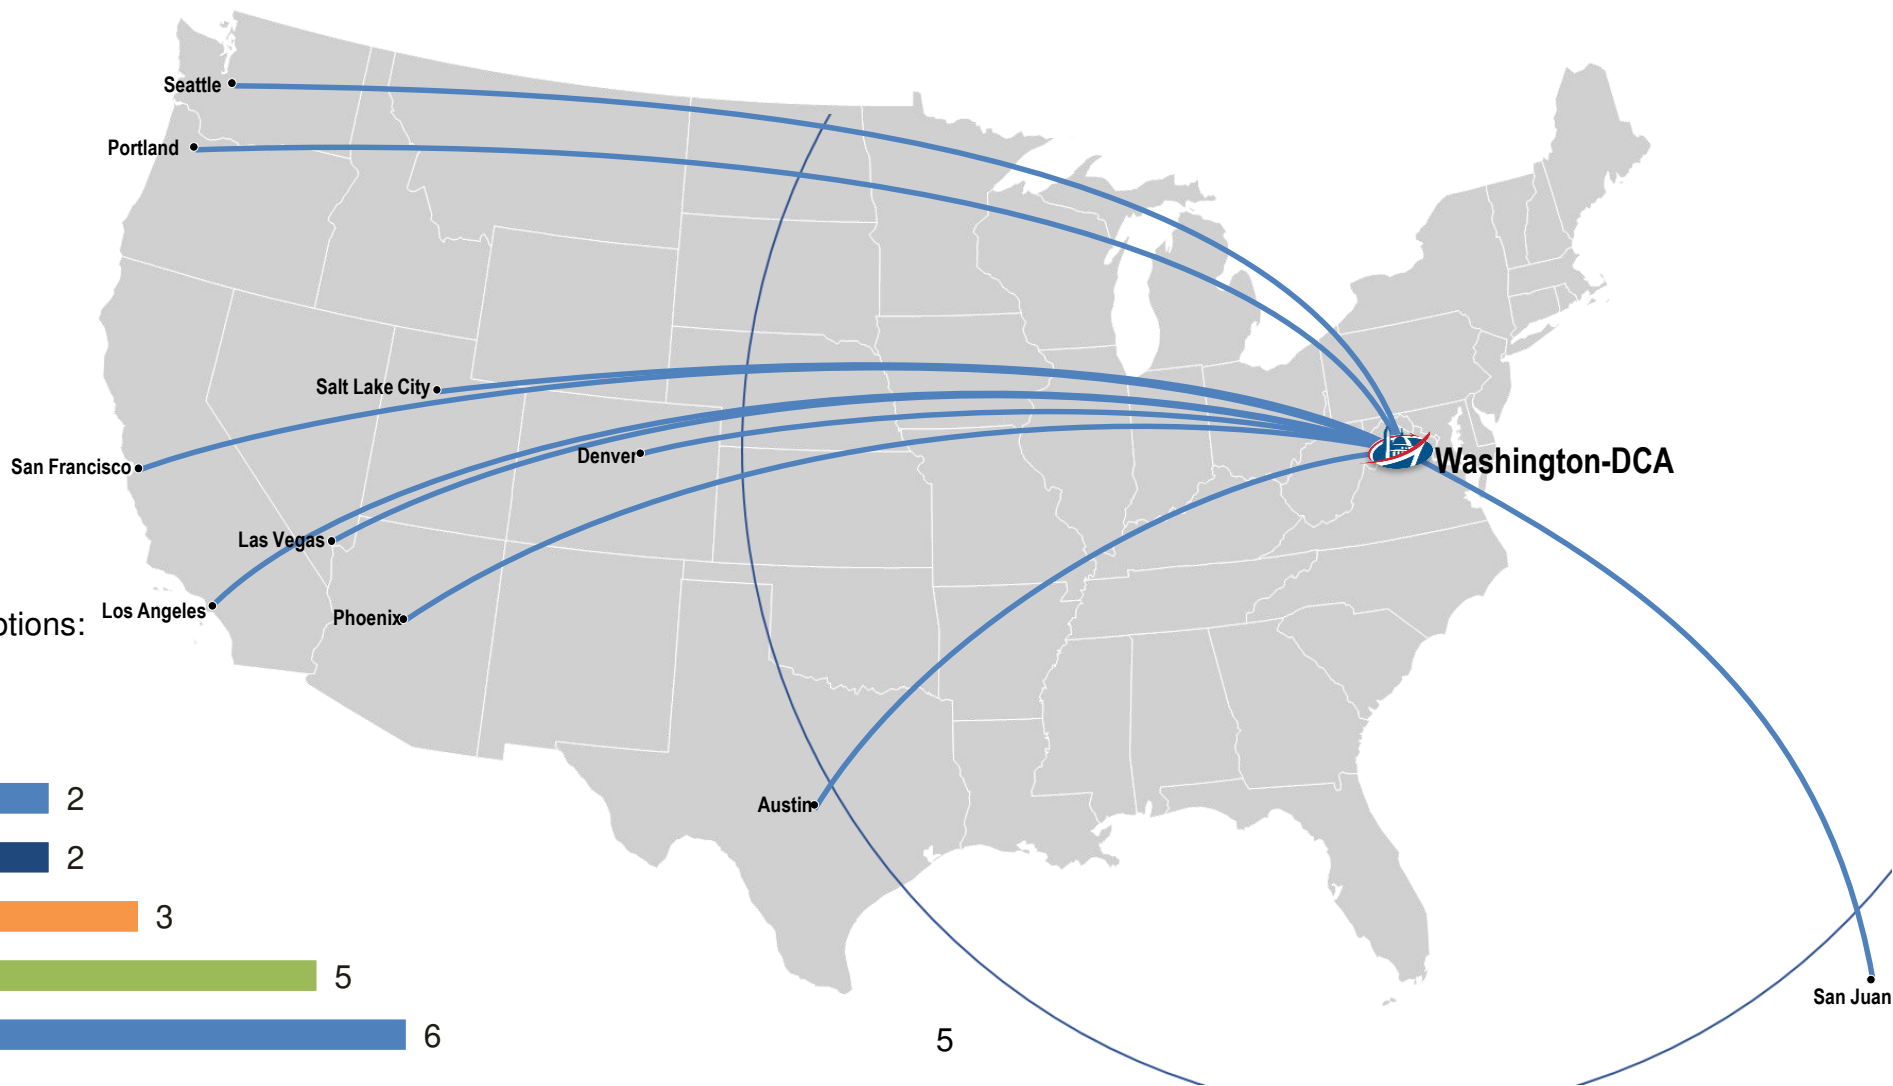 Seattle
Portland
Salt Lake City
San Francisco
Denver
Washington-DCA
Las Vegas
Los Angeles
Phoenix
Austin
2
2
3
5
San Juan
6
5